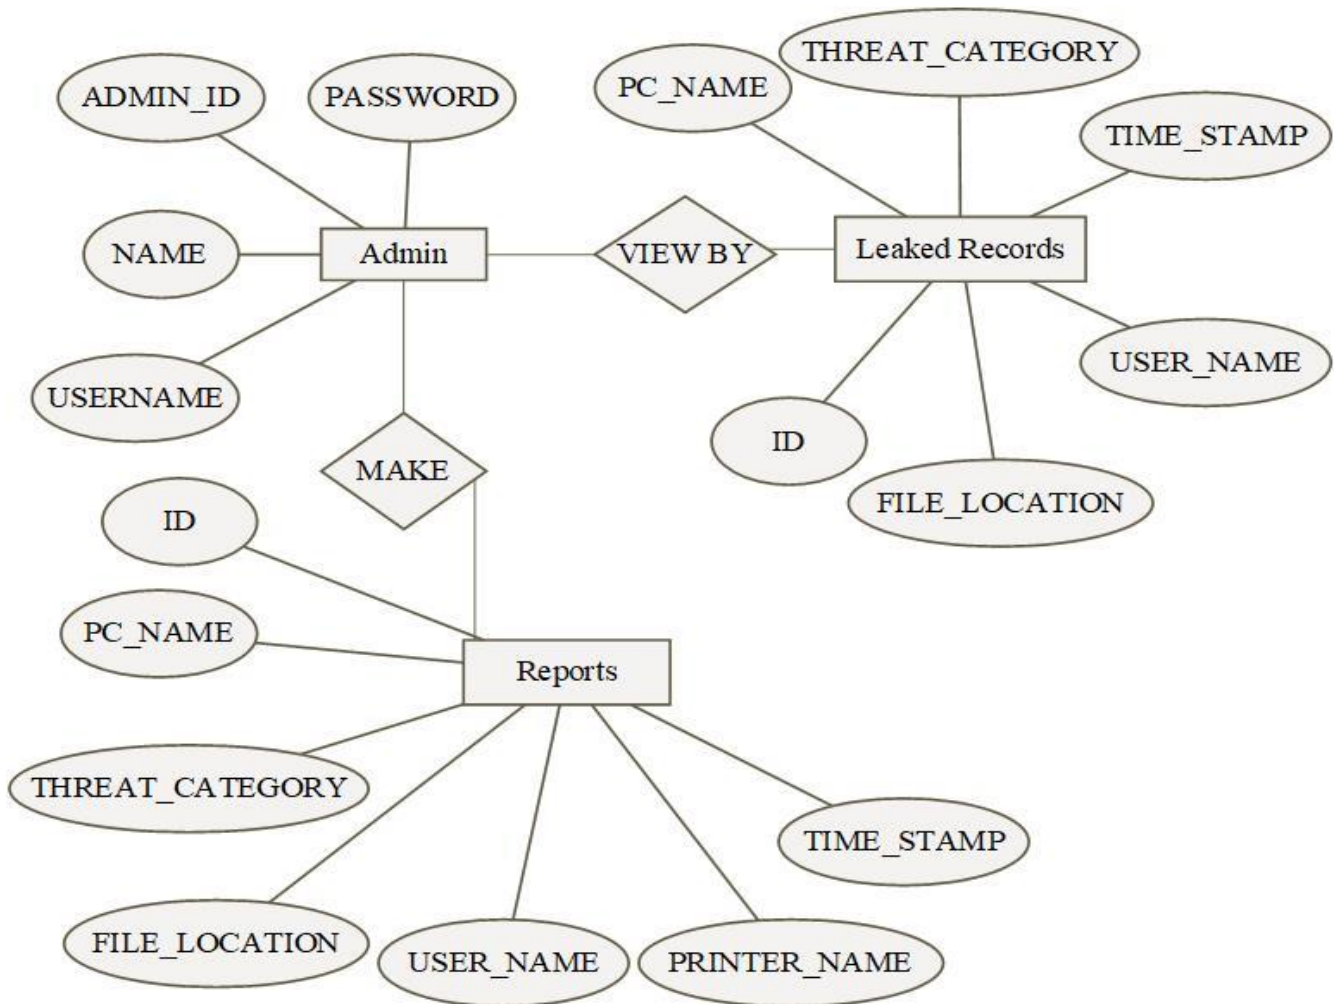 THREAT_CATEGORY
ADMIN_ID
PASSWORD
PC_NAME
TIME_STAMP
NAME
Admin
VIEW BY
Leaked Records
USERNAME
USER_NAME
ID
MAKE
FILE_LOCATION
ID
PC_NAME
Reports
THREAT_CATEGORY
TIME_STAMP
FILE_LOCATION
USER_NAME
PRINTER_NAME